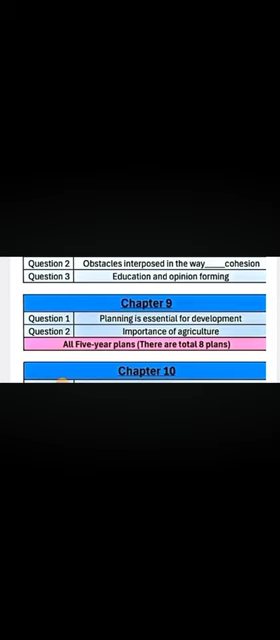 Question 2 Obstacles interposed in the way_____cohesion
Question 3 Education and opinion forming
Chapter 9
Question 1 Planning is essential for development
Question 2 Importance of agriculture
All Five-year plans (There are total 8 plans)
Chapter 10